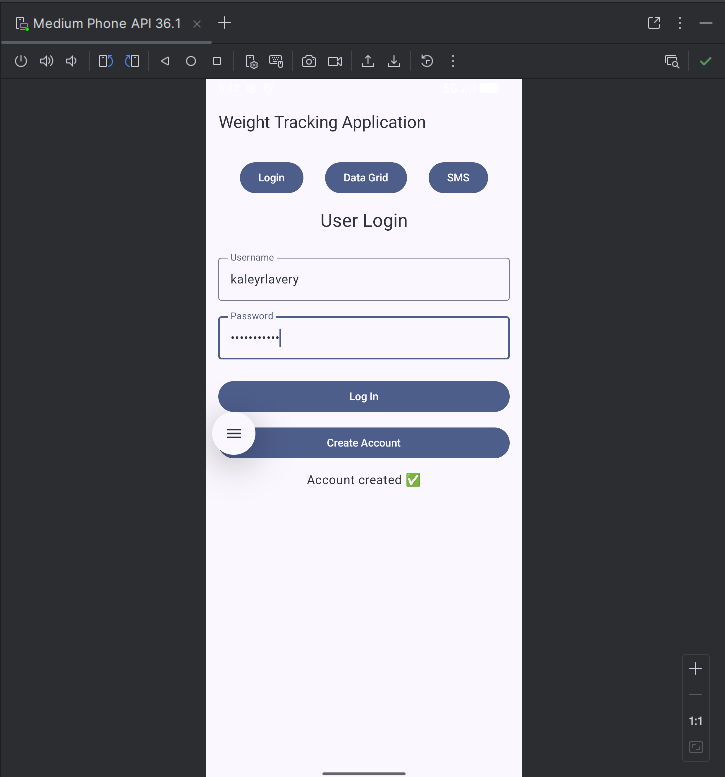 Medium Phone API 36.1
Weight Tracking Application
Login Data Grid SMS
User Login
Username
kaleyrlavery
Password
•••••••••••
Log In
Create Account
Account created ✅
1:1